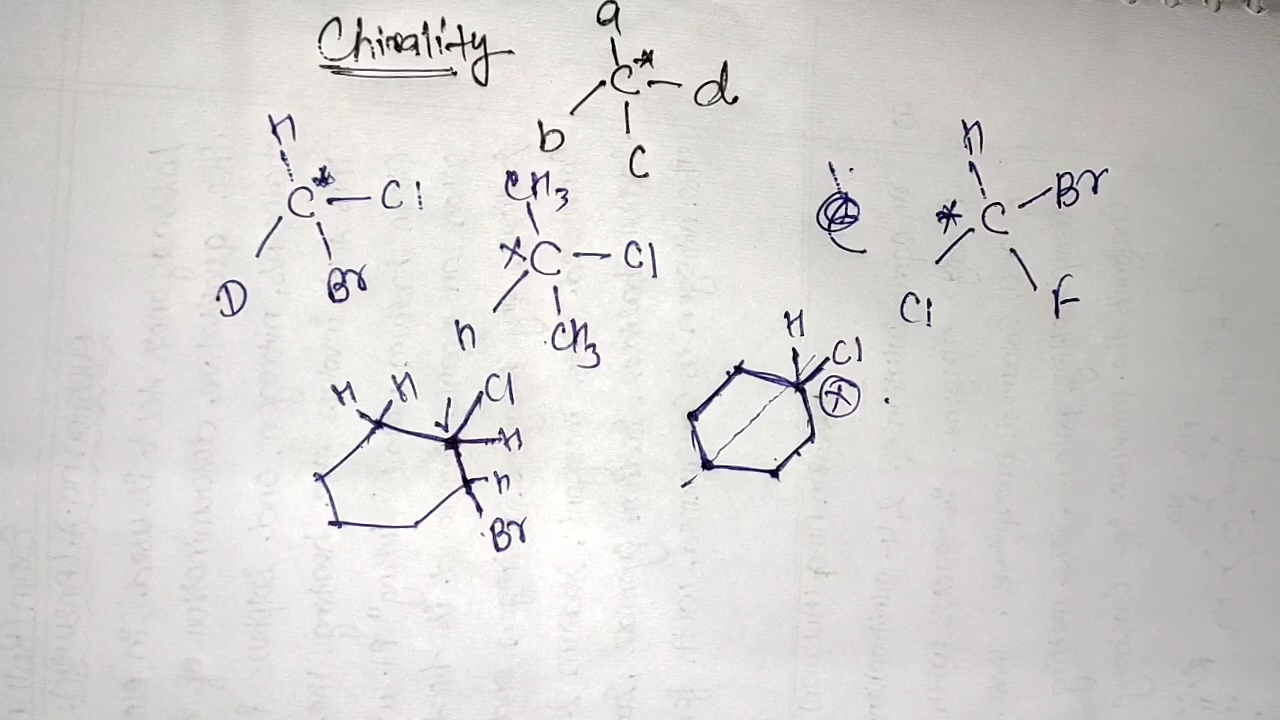 Chirality
a
C* d
b
C
H
C* Cl
D Br
CH3
x C Cl
H
CH3
H
Br
* C
Cl F
H H Cl
H
H
Br
H
Cl
x